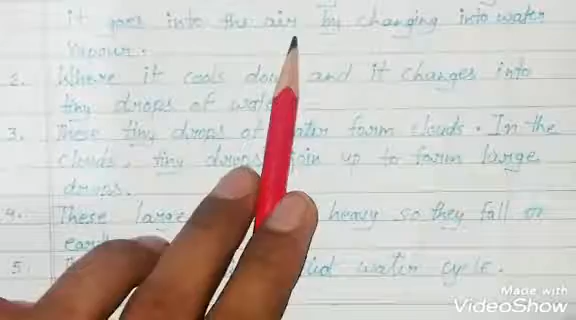 it goes into the air by changing into water
vapour.
2. Where it cools down and it changes into
tiny drops of water
3. These tiny drops of water form clouds. In the
clouds, tiny drops join up to form large
drops.
4. These large heavy so they fall on
5. water cycle.
Made with
VideoShow